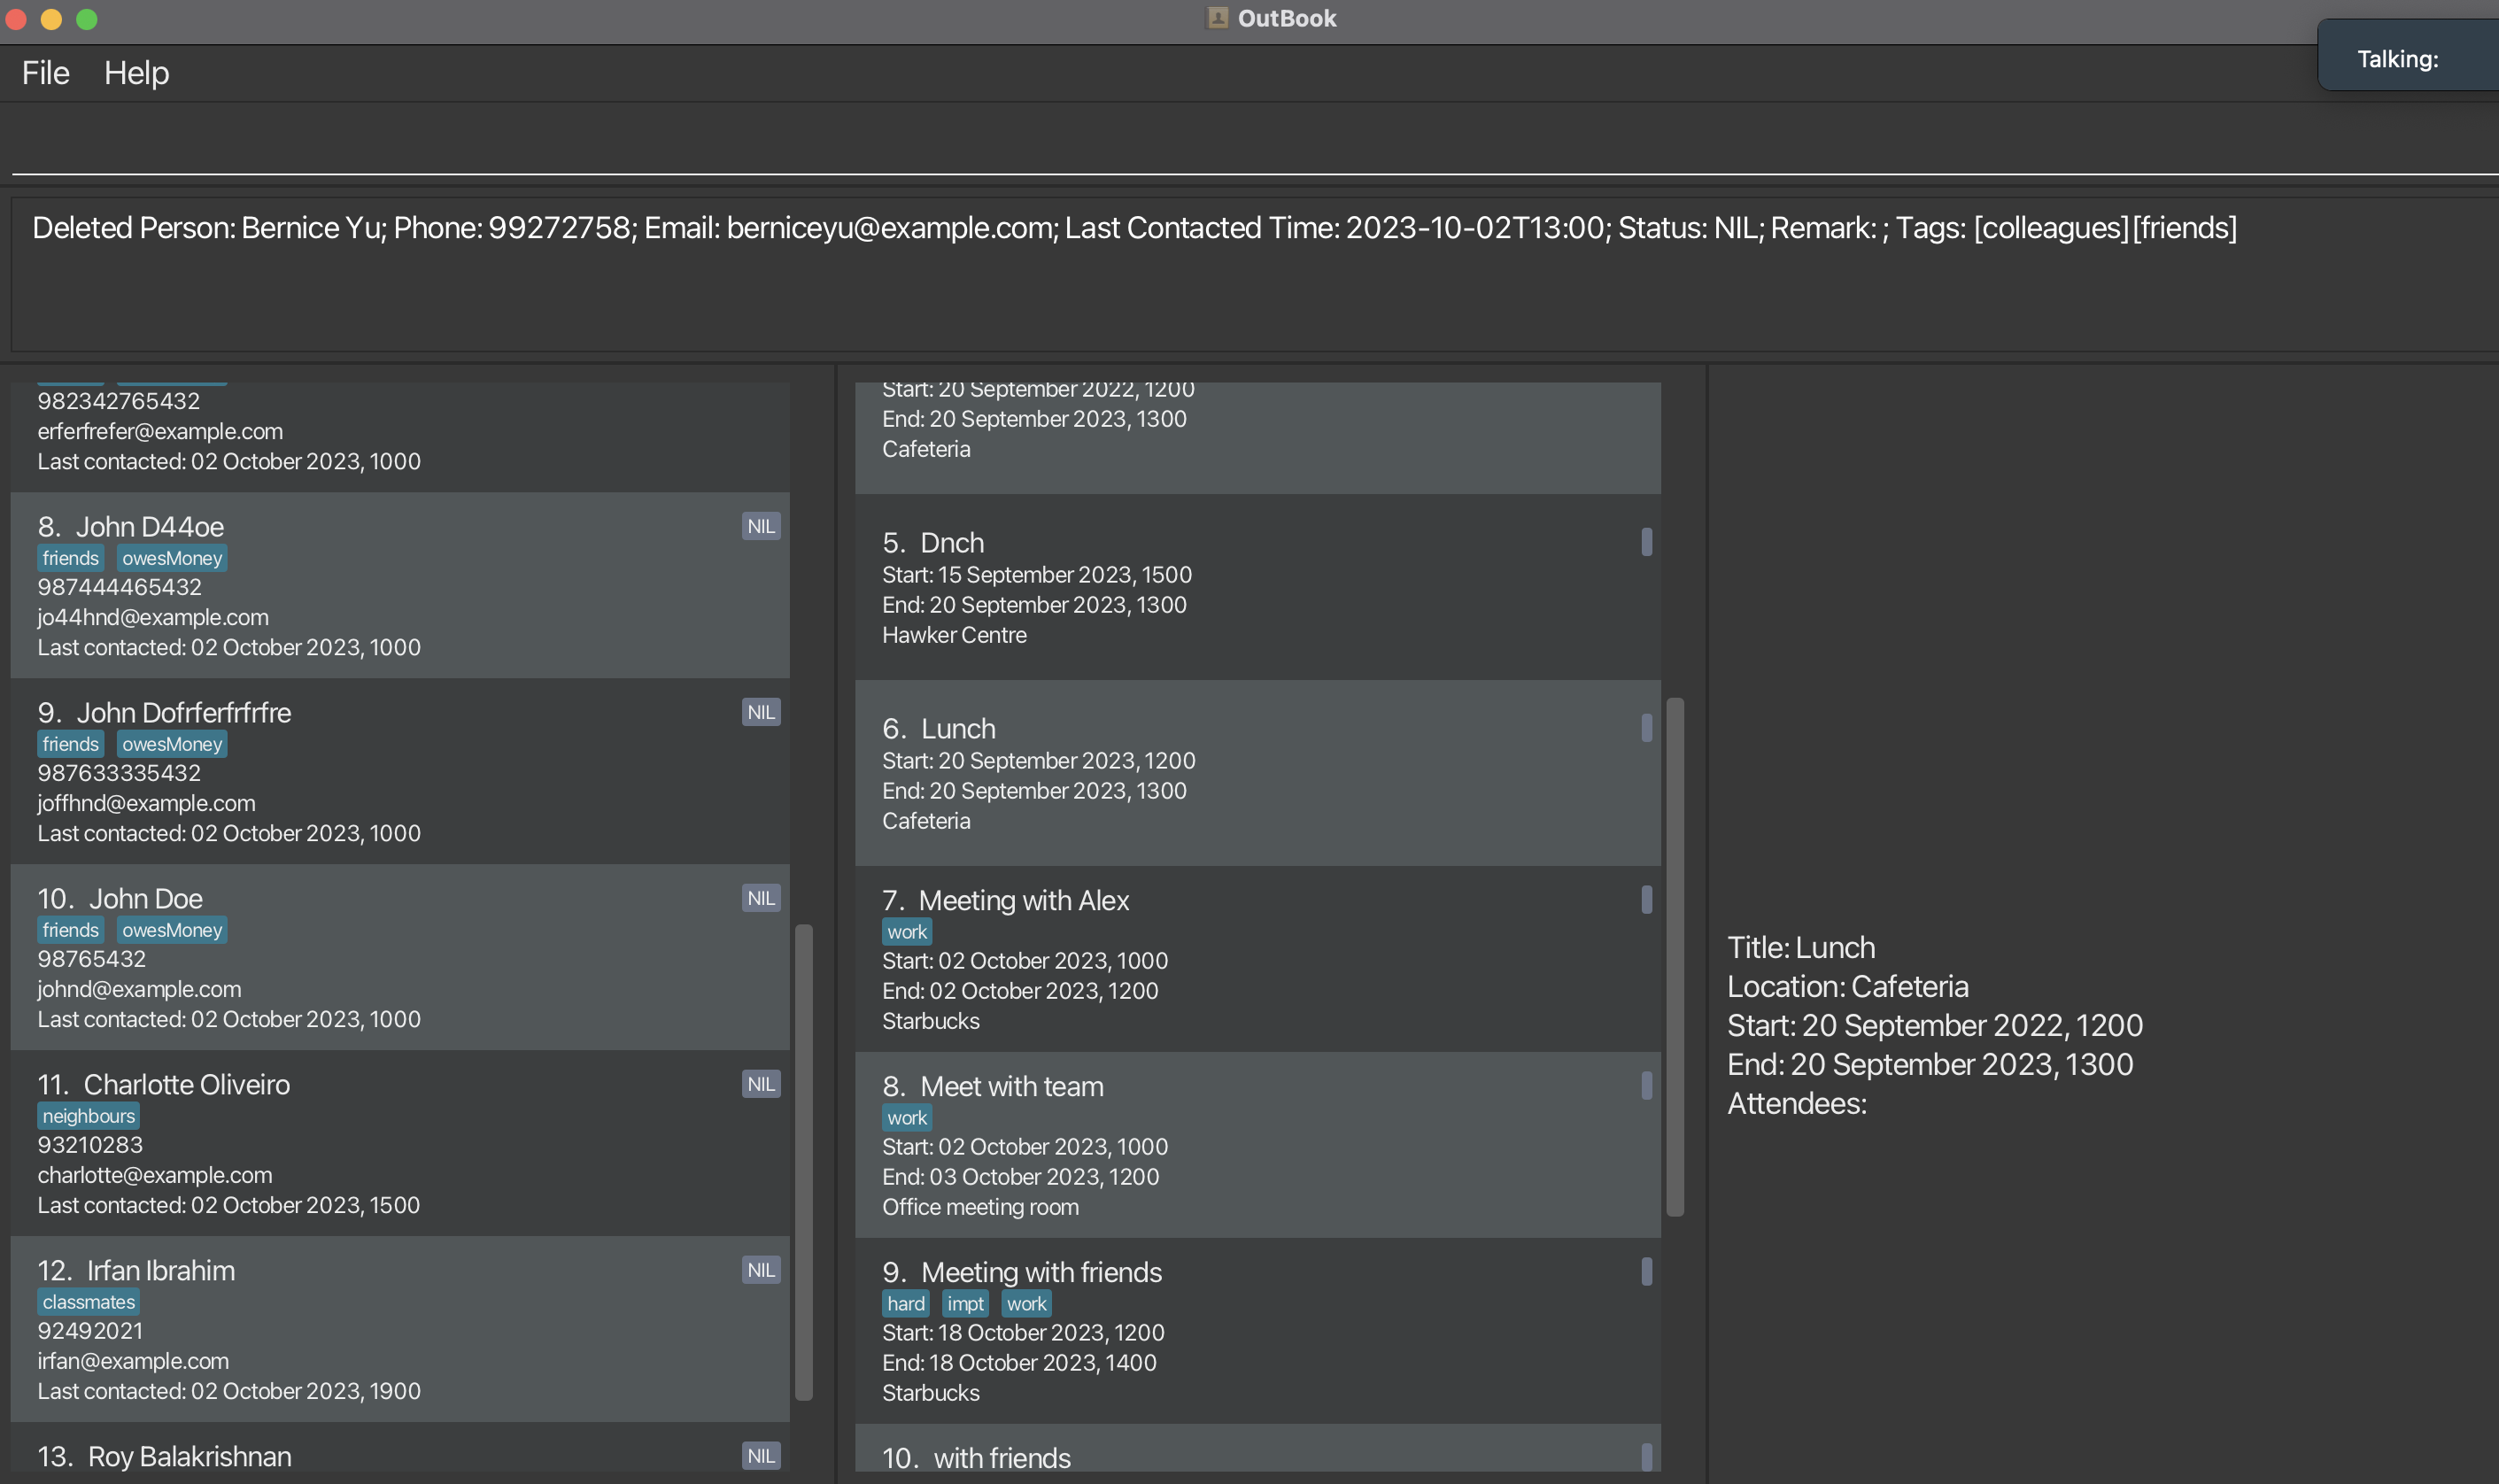 OutBook
Talking:
File Help
Deleted Person: Bernice Yu; Phone: 99272758; Email: berniceyu@example.com; Last Contacted Time: 2023-10-02T13:00; Status: NIL; Remark: ; Tags: [colleagues][friends]
982342765432
erferfrefer@example.com
Last contacted: 02 October 2023, 1000
8. John D44oe NIL
friends owesMoney
987444465432
jo44hnd@example.com
Last contacted: 02 October 2023, 1000
9. John Dofrferfrfrfre NIL
friends owesMoney
987633335432
joffhnd@example.com
Last contacted: 02 October 2023, 1000
10. John Doe NIL
friends owesMoney
98765432
johnd@example.com
Last contacted: 02 October 2023, 1000
11. Charlotte Oliveiro NIL
neighbours
93210283
charlotte@example.com
Last contacted: 02 October 2023, 1500
12. Irfan Ibrahim NIL
classmates
92492021
irfan@example.com
Last contacted: 02 October 2023, 1900
13. Roy Balakrishnan NIL
Start: 20 September 2022, 1200
End: 20 September 2023, 1300
Cafeteria
5. Dnch
Start: 15 September 2023, 1500
End: 20 September 2023, 1300
Hawker Centre
6. Lunch
Start: 20 September 2023, 1200
End: 20 September 2023, 1300
Cafeteria
7. Meeting with Alex
work
Start: 02 October 2023, 1000
End: 02 October 2023, 1200
Starbucks
8. Meet with team
work
Start: 02 October 2023, 1000
End: 03 October 2023, 1200
Office meeting room
9. Meeting with friends
hard impt work
Start: 18 October 2023, 1200
End: 18 October 2023, 1400
Starbucks
10. with friends
Title: Lunch
Location: Cafeteria
Start: 20 September 2022, 1200
End: 20 September 2023, 1300
Attendees: